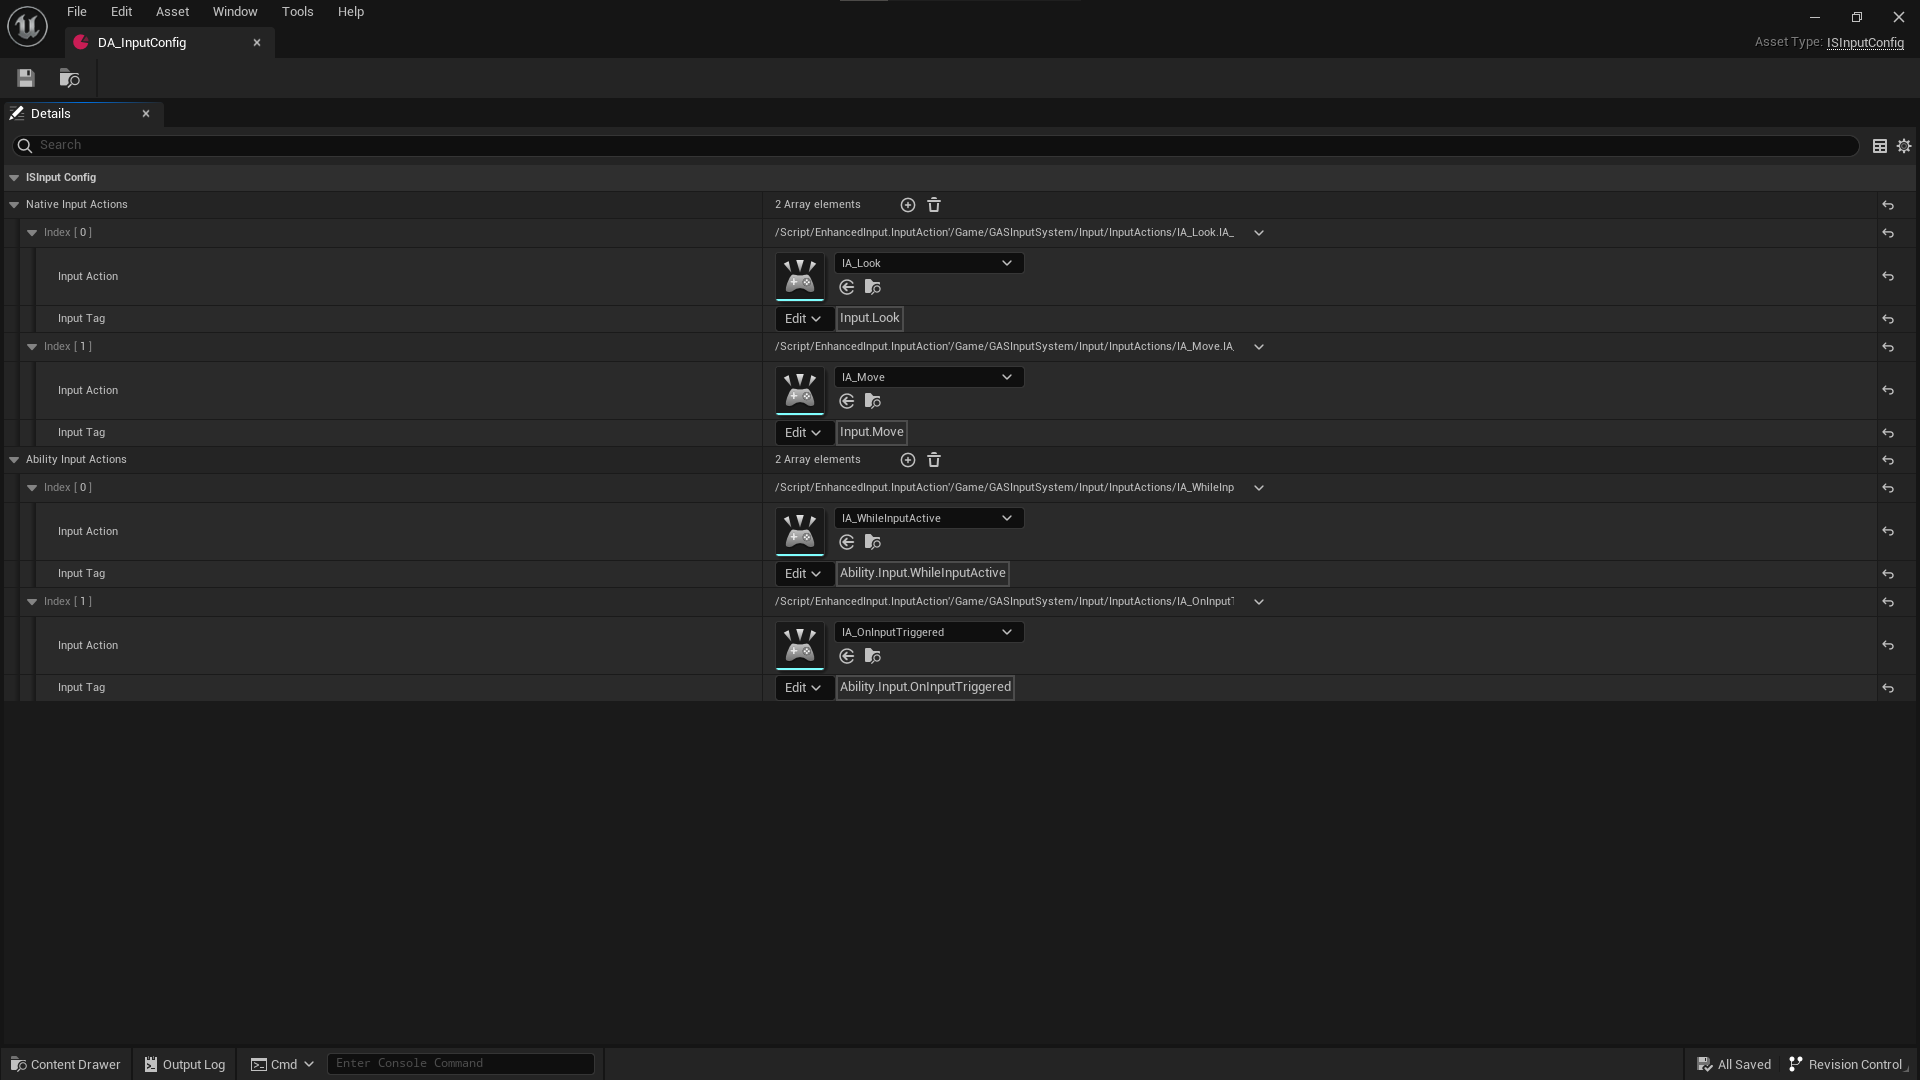 File Edit Asset Window Tools Help
DA_InputConfig
Asset Type: ISInputConfig
Details
Search
ISInput Config
Native Input Actions 2 Array elements
Index [ 0 ] /Script/EnhancedInput.InputAction'/Game/GASInputSystem/Input/InputActions/IA_Look.IA_
Input Action IA_Look
Input Tag Edit Input.Look
Index [ 1 ] /Script/EnhancedInput.InputAction'/Game/GASInputSystem/Input/InputActions/IA_Move.IA_
Input Action IA_Move
Input Tag Edit Input.Move
Ability Input Actions 2 Array elements
Index [ 0 ] /Script/EnhancedInput.InputAction'/Game/GASInputSystem/Input/InputActions/IA_WhileInp
Input Action IA_WhileInputActive
Input Tag Edit Ability.Input.WhileInputActive
Index [ 1 ] /Script/EnhancedInput.InputAction'/Game/GASInputSystem/Input/InputActions/IA_OnInputT
Input Action IA_OnInputTriggered
Input Tag Edit Ability.Input.OnInputTriggered
Content Drawer Output Log Cmd Enter Console Command All Saved Revision Control